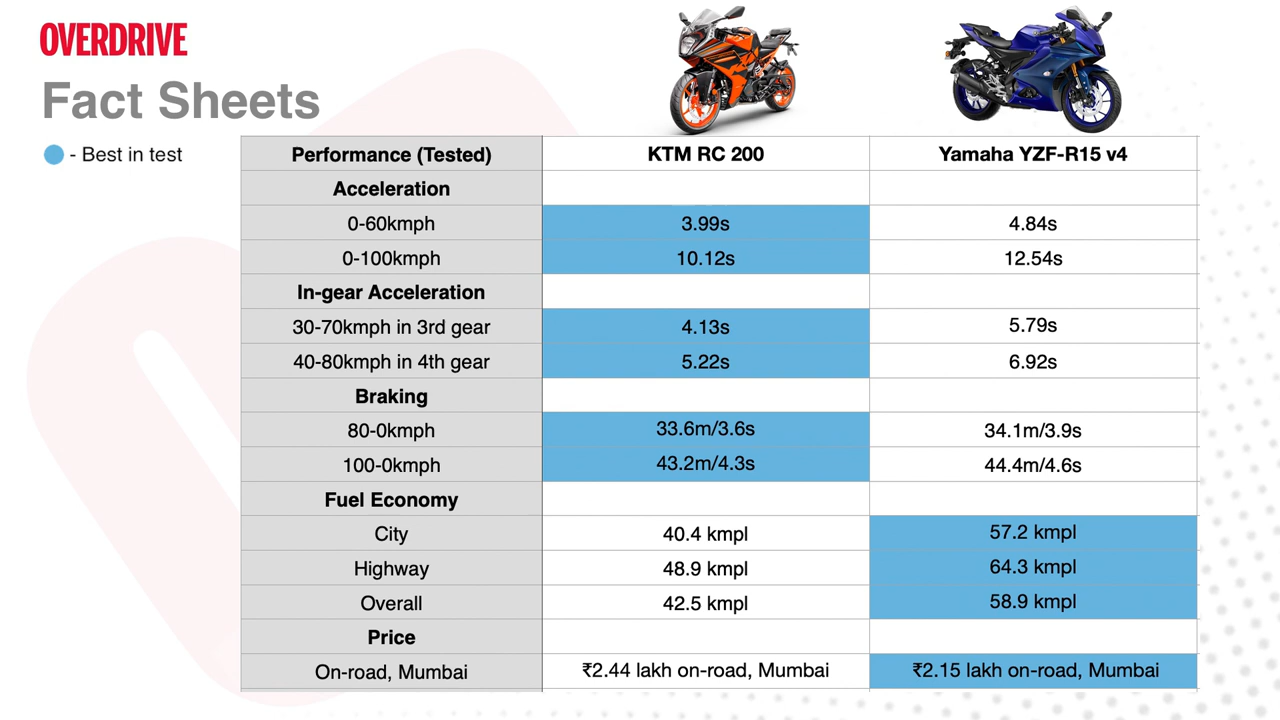 OVERDRIVE
Fact Sheets
- Best in test
Performance (Tested) KTM RC 200 Yamaha YZF-R15 v4
Acceleration
0-60kmph 3.99s 4.84s
0-100kmph 10.12s 12.54s
In-gear Acceleration
30-70kmph in 3rd gear 4.13s 5.79s
40-80kmph in 4th gear 5.22s 6.92s
Braking
80-0kmph 33.6m/3.6s 34.1m/3.9s
100-0kmph 43.2m/4.3s 44.4m/4.6s
Fuel Economy
City 40.4 kmpl 57.2 kmpl
Highway 48.9 kmpl 64.3 kmpl
Overall 42.5 kmpl 58.9 kmpl
Price
On-road, Mumbai ₹2.44 lakh on-road, Mumbai ₹2.15 lakh on-road, Mumbai